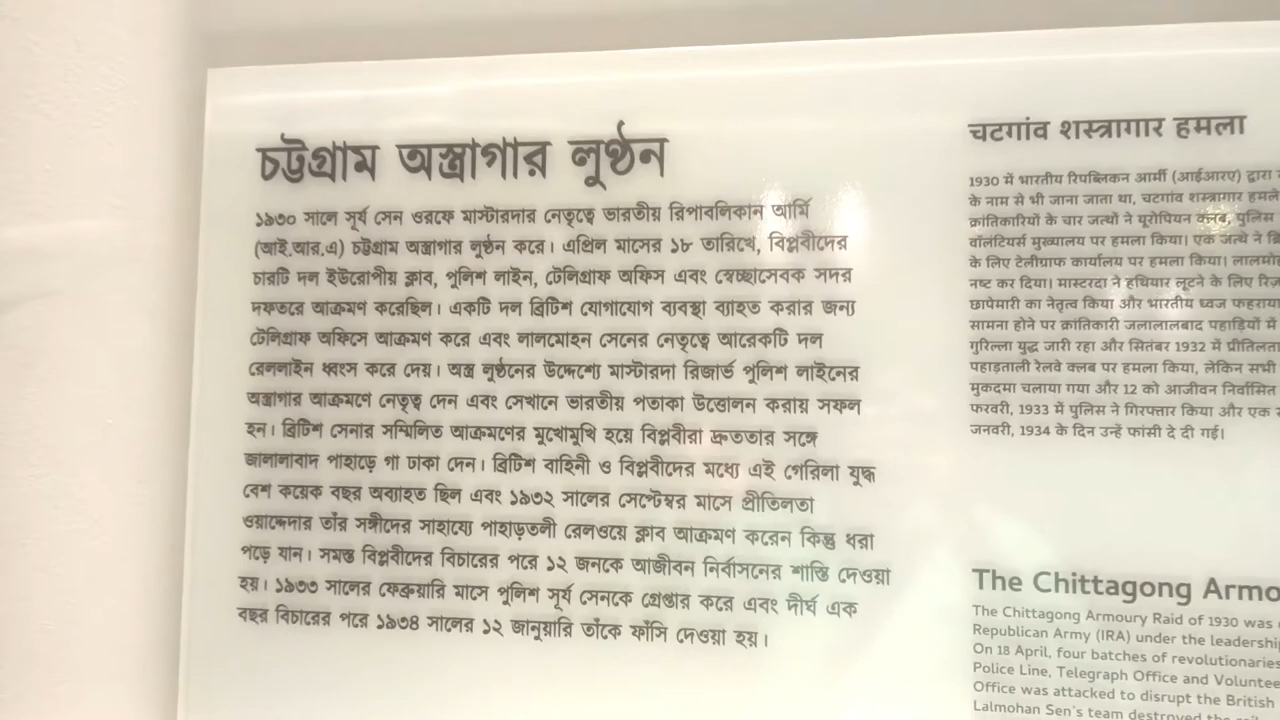 চট্টগ্রাম অস্ত্রাগার লুণ্ঠন
১৯৩০ সালে সূর্য সেন ওরফে মাস্টারদার নেতৃত্বে ভারতীয় রিপাবলিকান আর্মি
(আই.আর.এ) চট্টগ্রাম অস্ত্রাগার লুণ্ঠন করে। এপ্রিল মাসের ১৮ তারিখে, বিপ্লবীদের
চারটি দল ইউরোপীয় ক্লাব, পুলিশ লাইন, টেলিগ্রাফ অফিস এবং স্বেচ্ছাসেবক সদর
দফতরে আক্রমণ করেছিল। একটি দল ব্রিটিশ যোগাযোগ ব্যবস্থা ব্যাহত করার জন্য
টেলিগ্রাফ অফিসে আক্রমণ করে এবং লালমোহন সেনের নেতৃত্বে আরেকটি দল
রেললাইন ধ্বংস করে দেয়। অস্ত্র লুণ্ঠনের উদ্দেশ্যে মাস্টারদা রিজার্ভ পুলিশ লাইনের
অস্ত্রাগার আক্রমণে নেতৃত্ব দেন এবং সেখানে ভারতীয় পতাকা উত্তোলন করায় সফল
হন। ব্রিটিশ সেনার সম্মিলিত আক্রমণের মুখোমুখি হয়ে বিপ্লবীরা দ্রুততার সঙ্গে
জালালাবাদ পাহাড়ে গা ঢাকা দেন। ব্রিটিশ বাহিনী ও বিপ্লবীদের মধ্যে এই গেরিলা যুদ্ধ
বেশ কয়েক বছর অব্যাহত ছিল এবং ১৯৩২ সালের সেপ্টেম্বর মাসে প্রীতিলতা
ওয়াদ্দেদার তাঁর সঙ্গীদের সাহায্যে পাহাড়তলী রেলওয়ে ক্লাব আক্রমণ করেন কিন্তু ধরা
পড়ে যান। সমস্ত বিপ্লবীদের বিচারের পরে ১২ জনকে আজীবন নির্বাসনের শাস্তি দেওয়া
হয়। ১৯৩৩ সালের ফেব্রুয়ারি মাসে পুলিশ সূর্য সেনকে গ্রেপ্তার করে এবং দীর্ঘ এক
বছর বিচারের পরে ১৯৩৪ সালের ১২ জানুয়ারি তাঁকে ফাঁসি দেওয়া হয়।
चटगांव शस्त्रागार हमला
1930 में भारतीय रिपब्लिकन आर्मी (आईआरए) द्वारा
के नाम से भी जाना जाता था, चटगांव शस्त्रागार हमले
क्रांतिकारियों के चार जत्थों ने यूरोपियन क्लब, पुलिस
वॉलंटियर्स मुख्यालय पर हमला किया। एक जत्थे ने
के लिए टेलीग्राफ कार्यालय पर हमला किया।
नष्ट कर दिया। मास्टरदा ने हथियार लूटने के लिए
छापेमारी का नेतृत्व किया और भारतीय ध्वज फहराया
सामना होने पर क्रांतिकारी जलालालबाद पहाड़ियों में
गुरिल्ला युद्ध जारी रहा और सितंबर 1932 में प्रीतिलता
पहाड़ताली रेलवे क्लब पर हमला किया, लेकिन सभी
मुकदमा चलाया गया और 12 को आजीवन निर्वासित
फरवरी, 1933 में पुलिस ने गिरफ्तार किया और एक
जनवरी, 1934 के दिन उन्हें फांसी दे दी गई।
The Chittagong Armo
The Chittagong Armoury Raid of 1930 was
Republican Army (IRA) under the leadershi
On 18 April, four batches of revolutionaries
Police Line, Telegraph Office and Voluntee
Office was attacked to disrupt the British
Lalmohan Sen's team destroyed the